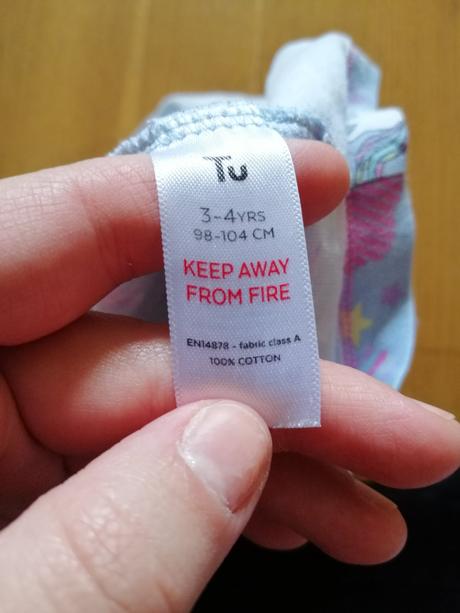 Tu
3-4YRS
98-104 CM
KEEP AWAY
FROM FIRE
EN14878 - fabric class A
100% COTTON